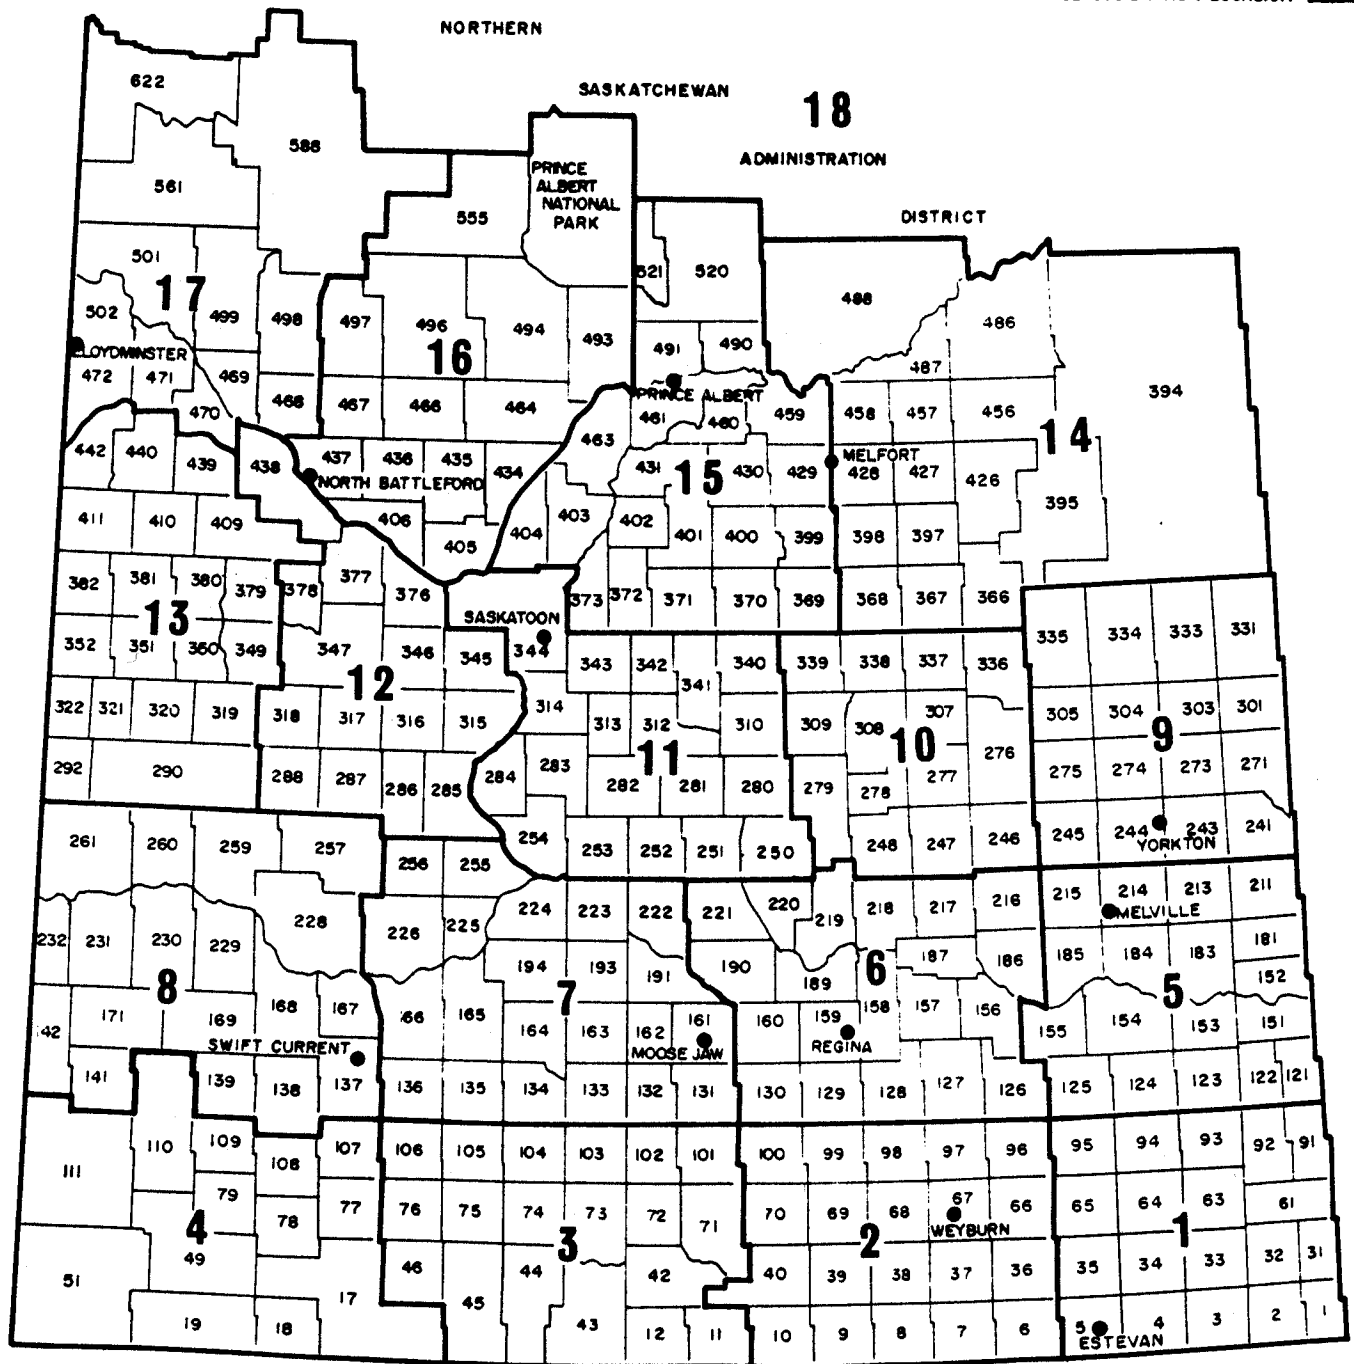 NORTHERN
SASKATCHEWAN
18
ADMINISTRATION
DISTRICT
622
588
561
PRINCE
ALBERT
NATIONAL
PARK
555
501
521 520
17
488
502 499 498 497 496 494 493 486
16
LLOYDMINSTER
491 490
472 471 469 487
PRINCE ALBERT
394
470 468 467 466 464 461 460 459 458 457 456
14
442 440 439 438 437 436 435 434 463 431 430 429 MELFORT
15
428 427 426
NORTH BATTLEFORD
395
411 410 409 406 405 404 403 402 401 400 399 398 397
382 381 380 379 378 377 376 373 372 371 370 369 368 367 366
13
SASKATOON
352 351 360 349 347 346 345 344 343 342 341 340 339 338 337 336 335 334 333 331
12
322 321 320 319 318 317 316 315 314 313 312 310 309 308 307 305 304 303 301
11 10 9
292 290 288 287 286 285 284 283 282 281 280 279 278 277 276 275 274 273 271
261 260 259 257 256 255 254 253 252 251 250 248 247 246 245 244 243 241
YORKTON
232 231 230 229 228 226 225 224 223 222 221 220 219 218 217 216 215 214 213 211
MELVILLE
8 7 6 5
194 193 191 190 189 187 186 185 184 183 181
142 171 169 168 167 166 165 164 163 162 161 160 159 158 157 156 155 154 153 152 151
SWIFT CURRENT MOOSE JAW REGINA
141 139 138 137 136 135 134 133 132 131 130 129 128 127 126 125 124 123 122 121
111 110 109 108 107 106 105 104 103 102 101 100 99 98 97 96 95 94 93 92 91
79 78 77 76 75 74 73 72 71 70 69 68 67 66 65 64 63 61
WEYBURN
4 3 2 1
51 49 46 44 42 40 39 38 37 36 35 34 33 32 31
19 18 17 45 43 12 11 10 9 8 7 6 5 4 3 2 1
ESTEVAN